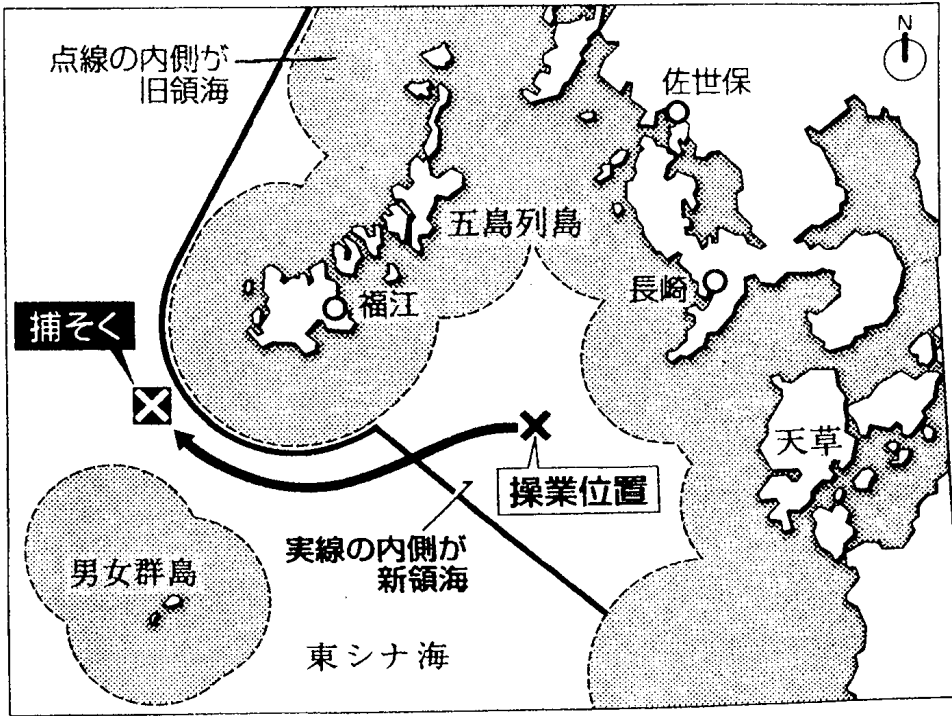 点線の内側が
旧領海
N
佐世保
五島列島
長崎
福江
捕そく
天草
操業位置
実線の内側が
新領海
男女群島
東シナ海